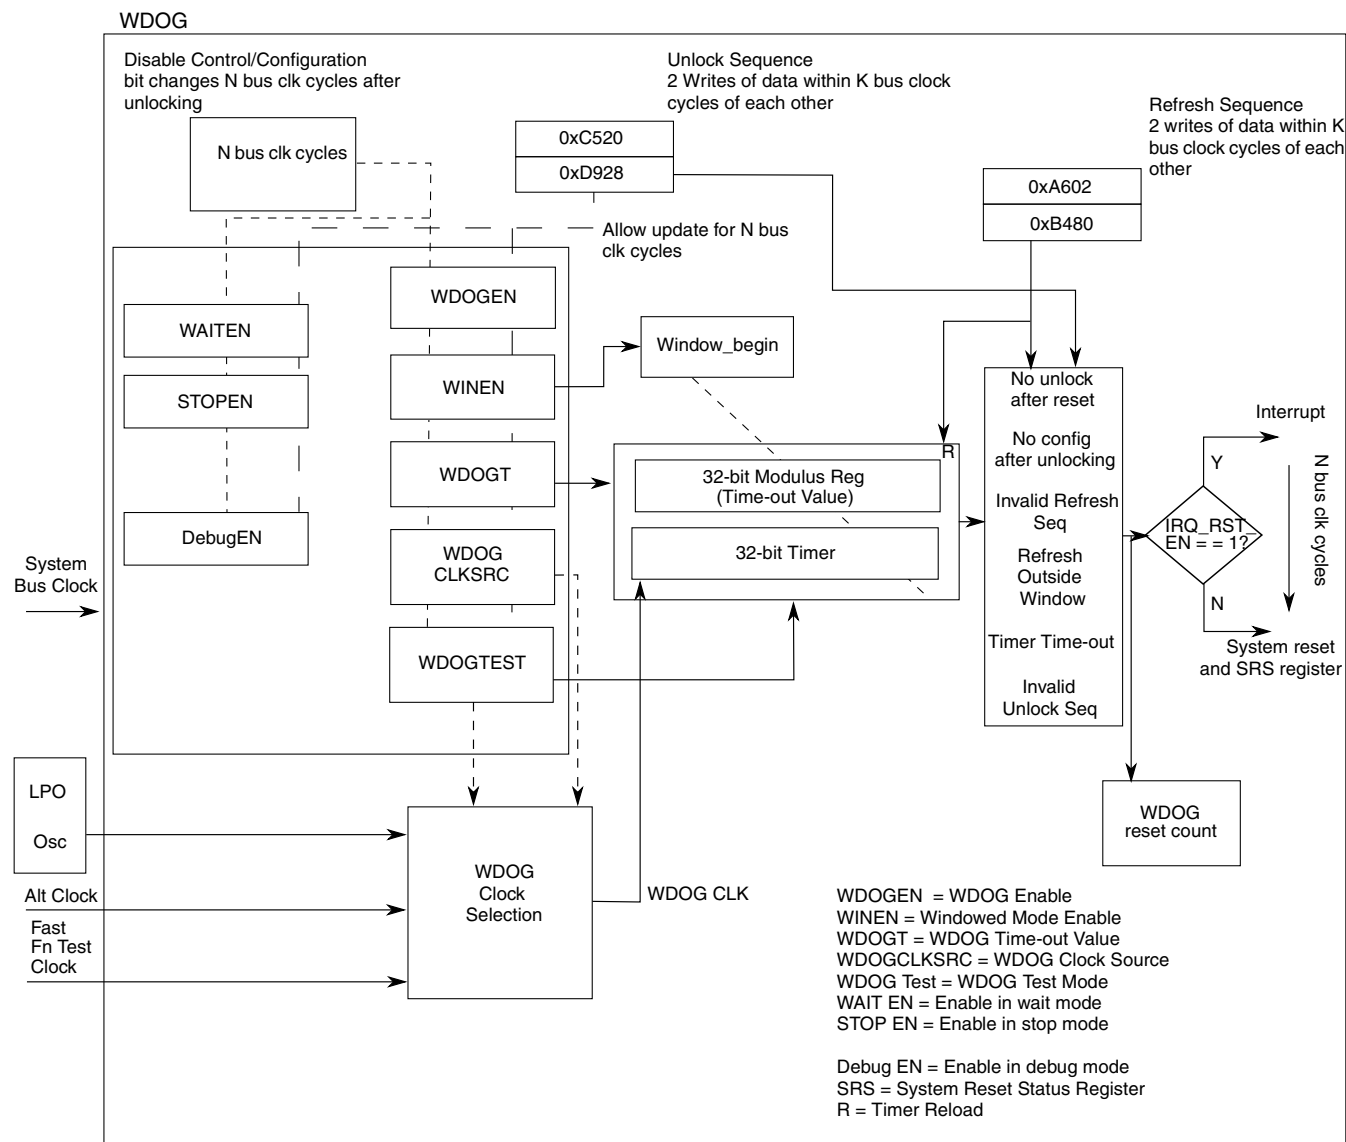 WDOG
Disable Control/Configuration
bit changes N bus clk cycles after
unlocking
N bus clk cycles
Unlock Sequence
2 Writes of data within K bus clock
cycles of each other
0xC520
0xD928
Allow update for N bus
clk cycles
Refresh Sequence
2 writes of data within K
bus clock cycles of each
other
0xA602
0xB480
WAITEN
STOPEN
DebugEN
WDOGEN
WINEN
WDOGT
WDOG
CLKSRC
WDOGTEST
Window_begin
R
32-bit Modulus Reg
(Time-out Value)
32-bit Timer
No unlock
after reset
No config
after unlocking
Invalid Refresh
Seq
Refresh
Outside
Window
Timer Time-out
Invalid
Unlock Seq
Interrupt
Y
IRQ_RST_
EN = = 1?
N
N bus clk cycles
System reset
and SRS register
WDOG
reset count
System
Bus Clock
LPO
Osc
Alt Clock
Fast
Fn Test
Clock
WDOG
Clock
Selection
WDOG CLK
WDOGEN = WDOG Enable
WINEN = Windowed Mode Enable
WDOGT = WDOG Time-out Value
WDOGCLKSRC = WDOG Clock Source
WDOG Test = WDOG Test Mode
WAIT EN = Enable in wait mode
STOP EN = Enable in stop mode
Debug EN = Enable in debug mode
SRS = System Reset Status Register
R = Timer Reload